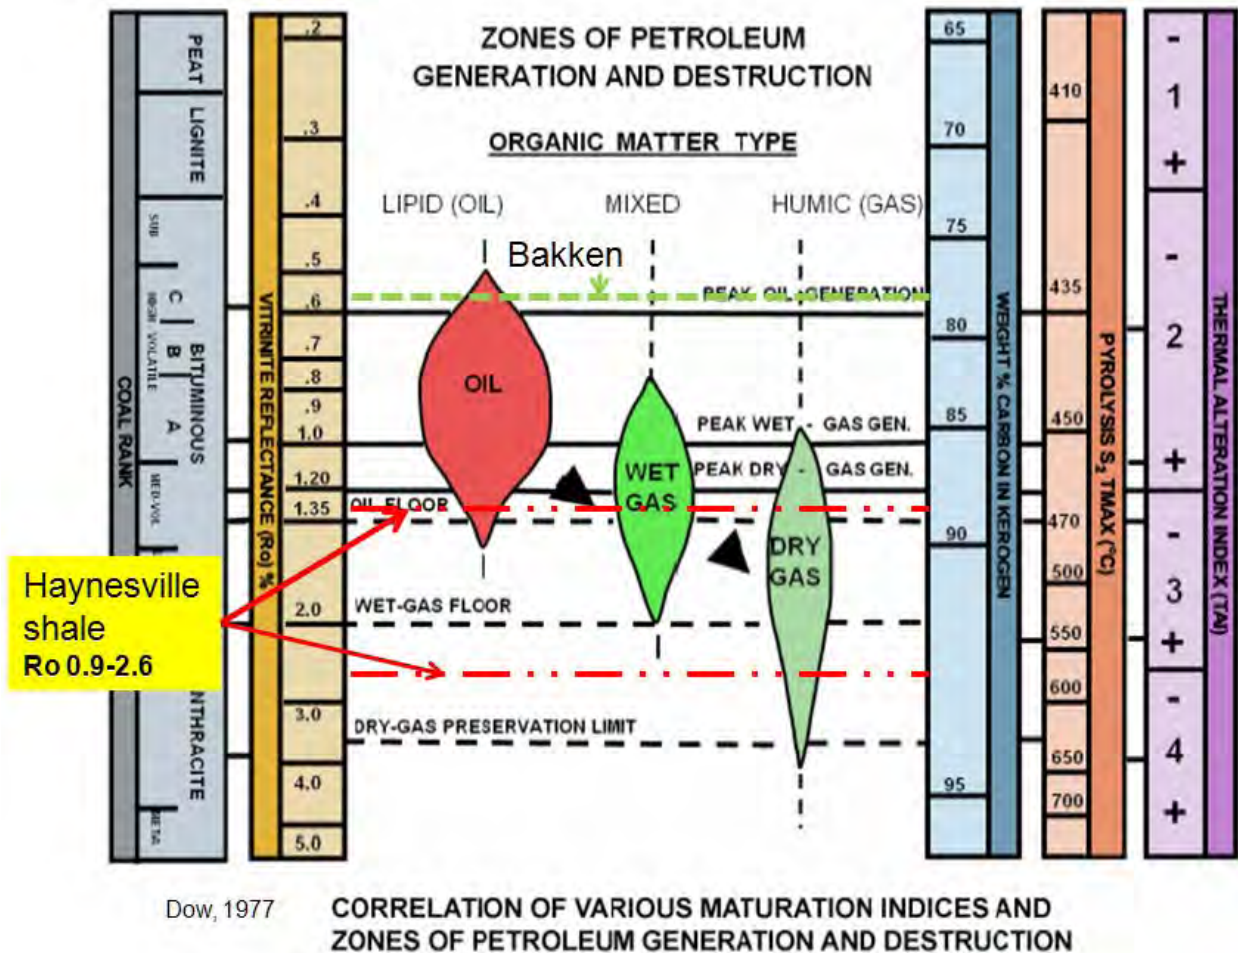 ZONES OF PETROLEUM
GENERATION AND DESTRUCTION
ORGANIC MATTER TYPE
LIPID (OIL)
MIXED
HUMIC (GAS)
Bakken
PEAK OIL GENERATION
OIL
PEAK WET - GAS GEN.
PEAK DRY - GAS GEN.
WET
GAS
OIL FLOOR
DRY
GAS
WET-GAS FLOOR
DRY-GAS PRESERVATION LIMIT
Haynesville
shale
Ro 0.9-2.6
COAL RANK
PEAT
LIGNITE
BITUMINOUS
SUB
HIGH VOLATILE
C
B
A
MED-VOL
NTHRACITE
VITRINITE REFLECTANCE (Ro) %
.2
.3
.4
.5
.6
.7
.8
.9
1.0
1.20
1.35
2.0
3.0
4.0
5.0
65
70
75
80
85
90
95
WEIGHT % CARBON IN KEROGEN
410
435
450
470
500
550
600
650
700
PYROLYSIS S2 TMAX (°C)
-
1
+
-
2
+
-
3
+
-
4
+
THERMAL ALTERATION INDEX (TAI)
Dow, 1977
CORRELATION OF VARIOUS MATURATION INDICES AND
ZONES OF PETROLEUM GENERATION AND DESTRUCTION